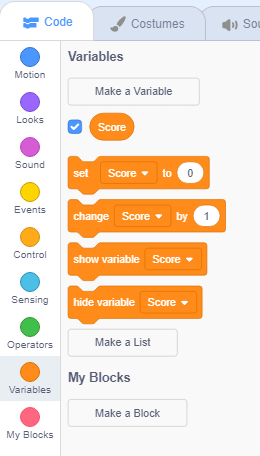 Code
Costumes
Motion
Looks
Sound
Events
Control
Sensing
Operators
Variables
My Blocks
Variables
Make a Variable
Score
set Score to 0
change Score by 1
show variable Score
hide variable Score
Make a List
My Blocks
Make a Block